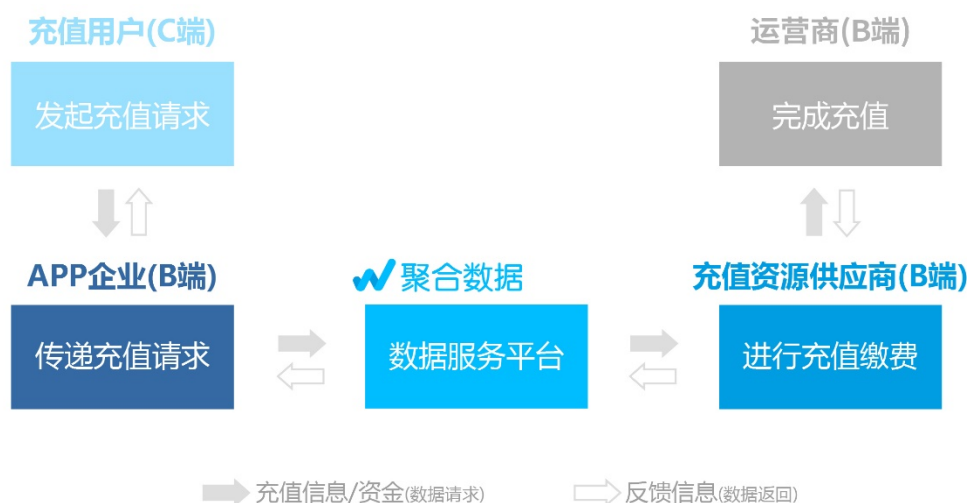 充值用户(C端)
运营商(B端)
发起充值请求
完成充值
APP企业(B端)
聚合数据
充值资源供应商(B端)
传递充值请求
数据服务平台
进行充值缴费
充值信息/资金(数据请求)
反馈信息(数据返回)